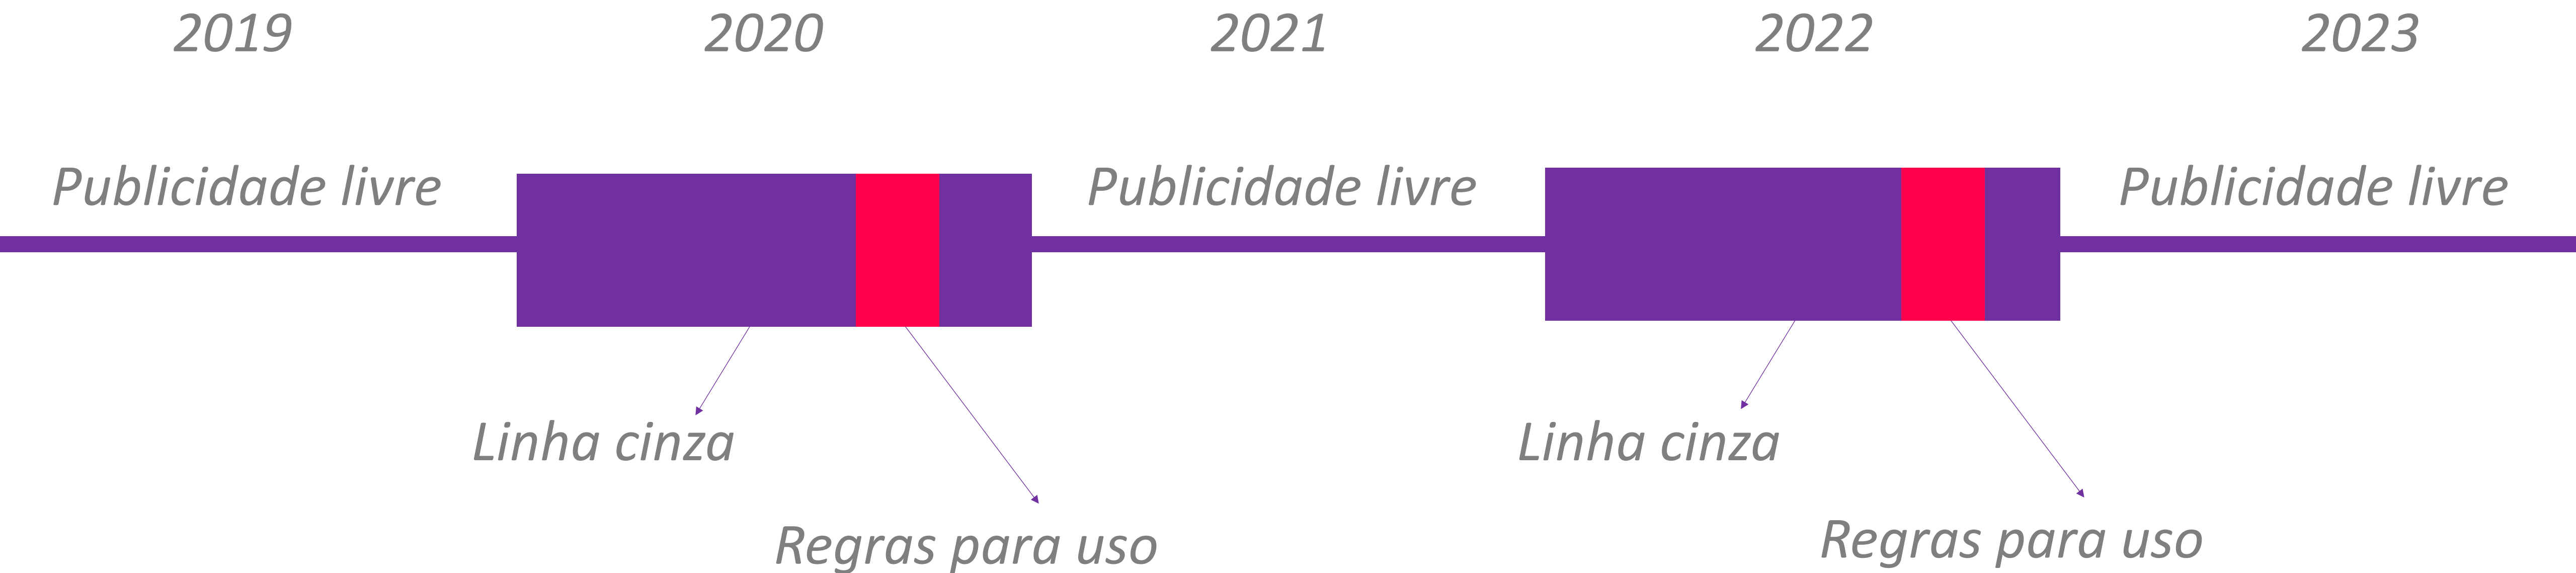 2019
2020
2021
2022
2023
Publicidade livre
Publicidade livre
Publicidade livre
Linha cinza
Linha cinza
Regras para uso
Regras para uso